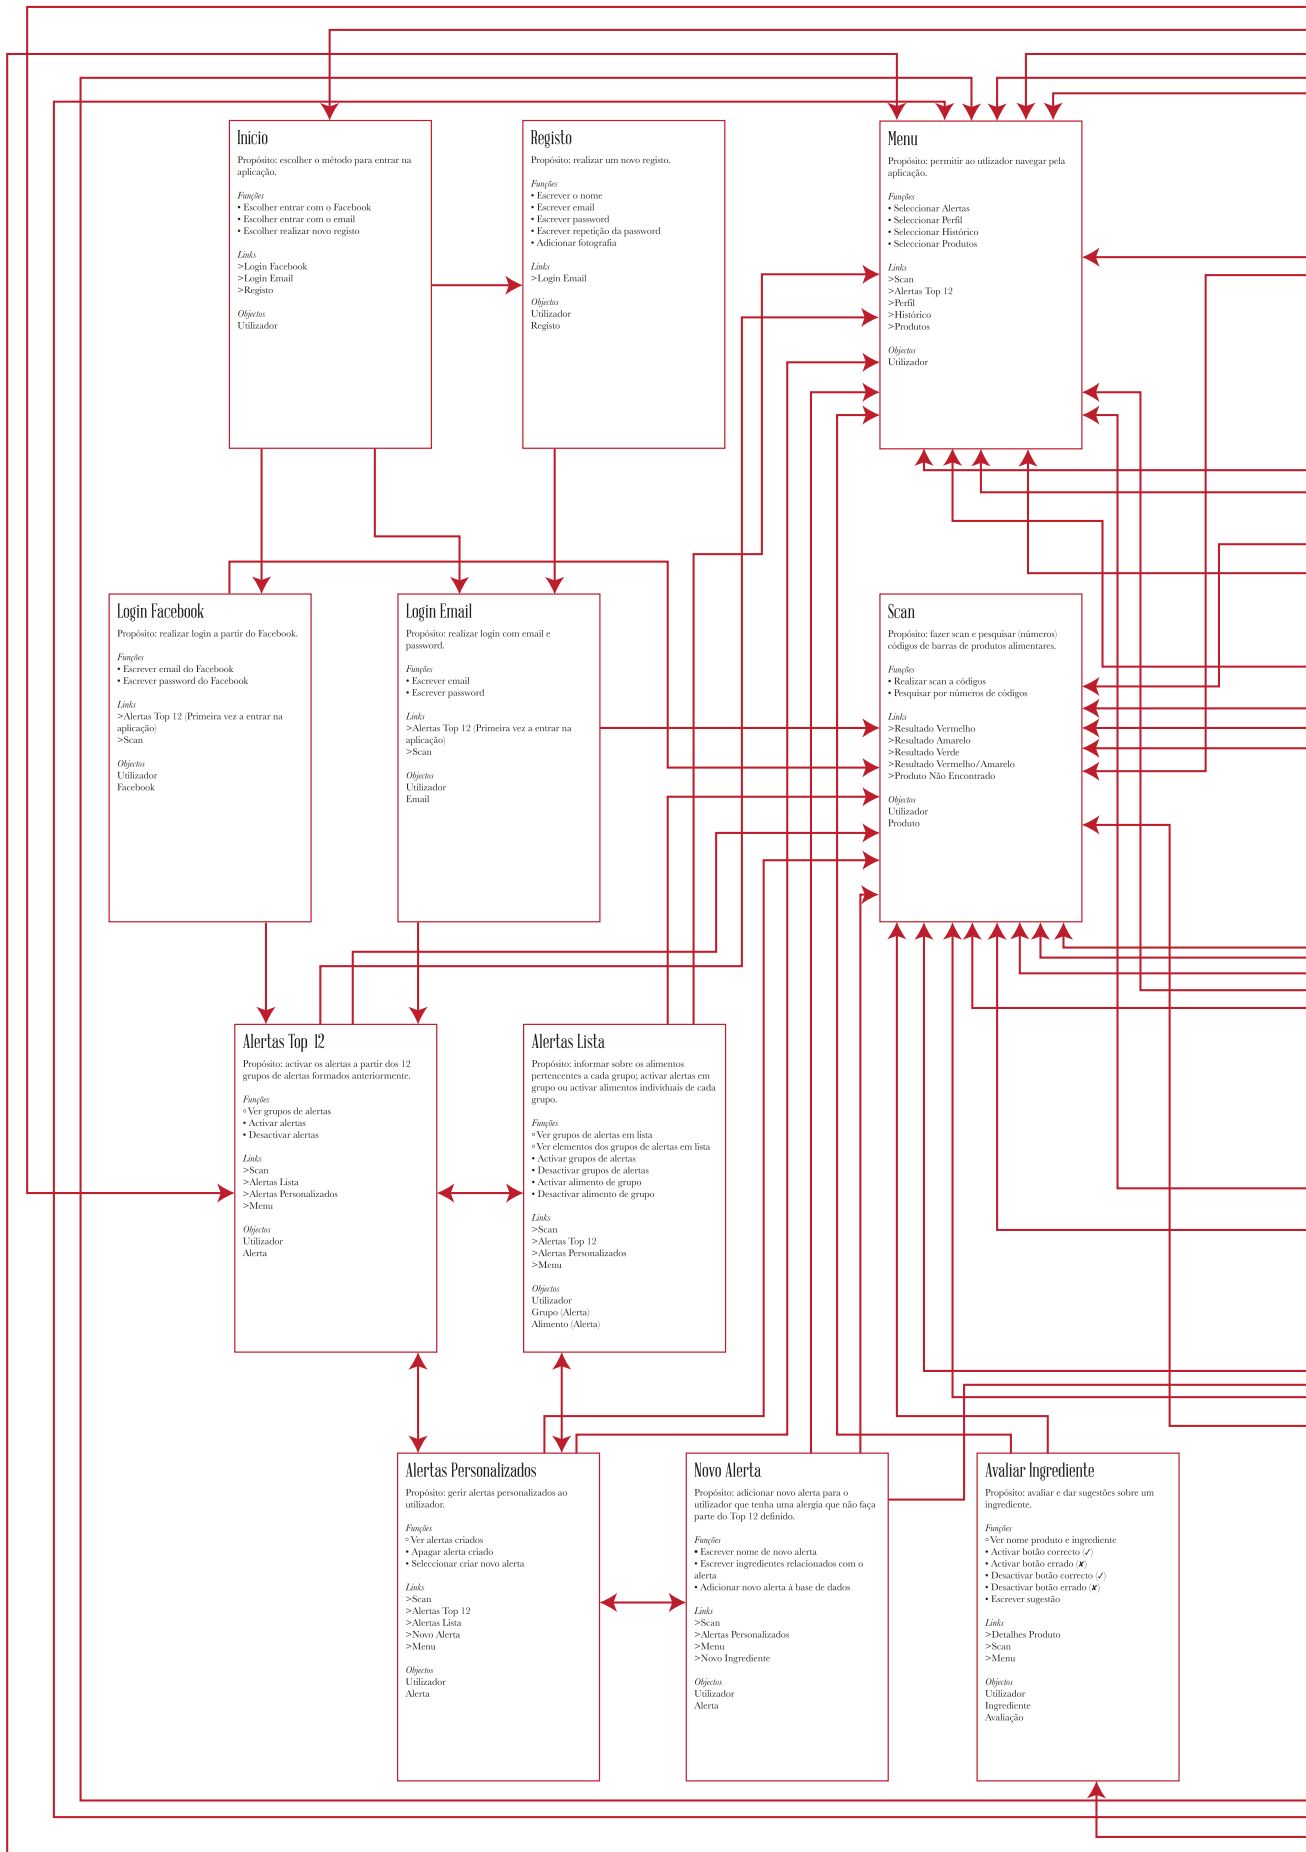 Início
Propósito: escolher o método para entrar na
aplicação.
Funções
• Escolher entrar com o Facebook
• Escolher entrar com o email
• Escolher realizar novo registo
Links
>Login Facebook
>Login Email
>Registo
Objectos
Utilizador
Registo
Propósito: realizar um novo registo.
Funções
• Escrever o nome
• Escrever email
• Escrever password
• Escrever repetição da password
• Adicionar fotografia
Links
>Login Email
Objectos
Utilizador
Registo
Menu
Propósito: permitir ao utlizador navegar pela
aplicação.
Funções
• Seleccionar Alertas
• Seleccionar Perfil
• Seleccionar Histórico
• Seleccionar Produtos
Links
>Scan
>Alertas Top 12
>Perfil
>Histórico
>Produtos
Objectos
Utilizador
Login Facebook
Propósito: realizar login a partir do Facebook.
Funções
• Escrever email do Facebook
• Escrever password do Facebook
Links
>Alertas Top 12 (Primeira vez a entrar na
aplicação)
>Scan
Objectos
Utilizador
Facebook
Login Email
Propósito: realizar login com email e
password.
Funções
• Escrever email
• Escrever password
Links
>Alertas Top 12 (Primeira vez a entrar na
aplicação)
>Scan
Objectos
Utilizador
Email
Scan
Propósito: fazer scan e pesquisar (números)
códigos de barras de produtos alimentares.
Funções
• Realizar scan a códigos
• Pesquisar por números de códigos
Links
>Resultado Vermelho
>Resultado Amarelo
>Resultado Verde
>Resultado Vermelho/Amarelo
>Produto Não Encontrado
Objectos
Utilizador
Produto
Alertas Top 12
Propósito: activar os alertas a partir dos 12
grupos de alertas formados anteriormente.
Funções
◦Ver grupos de alertas
• Activar alertas
• Desactivar alertas
Links
>Scan
>Alertas Lista
>Alertas Personalizados
>Menu
Objectos
Utilizador
Alerta
Alertas Lista
Propósito: informar sobre os alimentos
pertencentes a cada grupo; activar alertas em
grupo ou activar alimentos individuais de cada
grupo.
Funções
◦Ver grupos de alertas em lista
◦Ver elementos dos grupos de alertas em lista
• Activar grupos de alertas
• Desactivar grupos de alertas
• Activar alimento de grupo
• Desactivar alimento de grupo
Links
>Scan
>Alertas Top 12
>Alertas Personalizados
>Menu
Objectos
Utilizador
Grupo (Alerta)
Alimento (Alerta)
Alertas Personalizados
Propósito: gerir alertas personalizados ao
utilizador.
Funções
◦Ver alertas criados
• Apagar alerta criado
• Seleccionar criar novo alerta
Links
>Scan
>Alertas Top 12
>Alertas Lista
>Novo Alerta
>Menu
Objectos
Utilizador
Alerta
Novo Alerta
Propósito: adicionar novo alerta para o
utilizador que tenha uma alergia que não faça
parte do Top 12 definido.
Funções
• Escrever nome de novo alerta
• Escrever ingredientes relacionados com o
alerta
• Adicionar novo alerta à base de dados
Links
>Scan
>Alertas Personalizados
>Menu
>Novo Ingrediente
Objectos
Utilizador
Alerta
Avaliar Ingrediente
Propósito: avaliar e dar sugestões sobre um
ingrediente.
Funções
◦Ver nome produto e ingrediente
• Activar botão correcto (✓)
• Activar botão errado (✘)
• Desactivar botão correcto (✓)
• Desactivar botão errado (✘)
• Escrever sugestão
Links
>Detalhes Produto
>Scan
>Menu
Objectos
Utilizador
Ingrediente
Avaliação